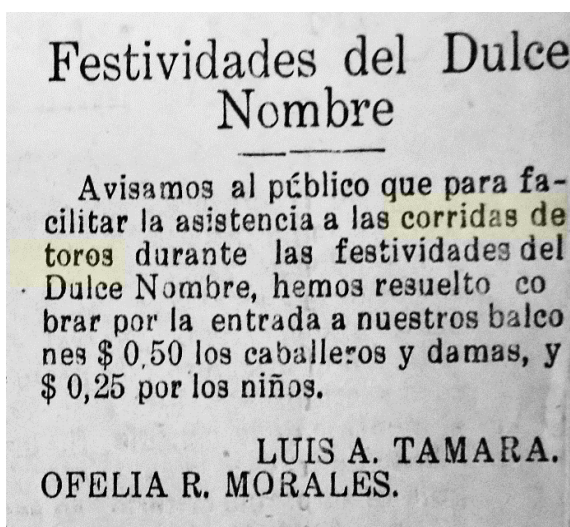 Festividades del Dulce
Nombre
Avisamos al público que para fa-
cilitar la asistencia a las corridas de
toros durante las festividades del
Dulce Nombre, hemos resuelto co
brar por la entrada a nuestros balco
nes $ 0,50 los caballeros y damas, y
$ 0,25 por los niños.
LUIS A. TAMARA.
OFELIA R. MORALES.